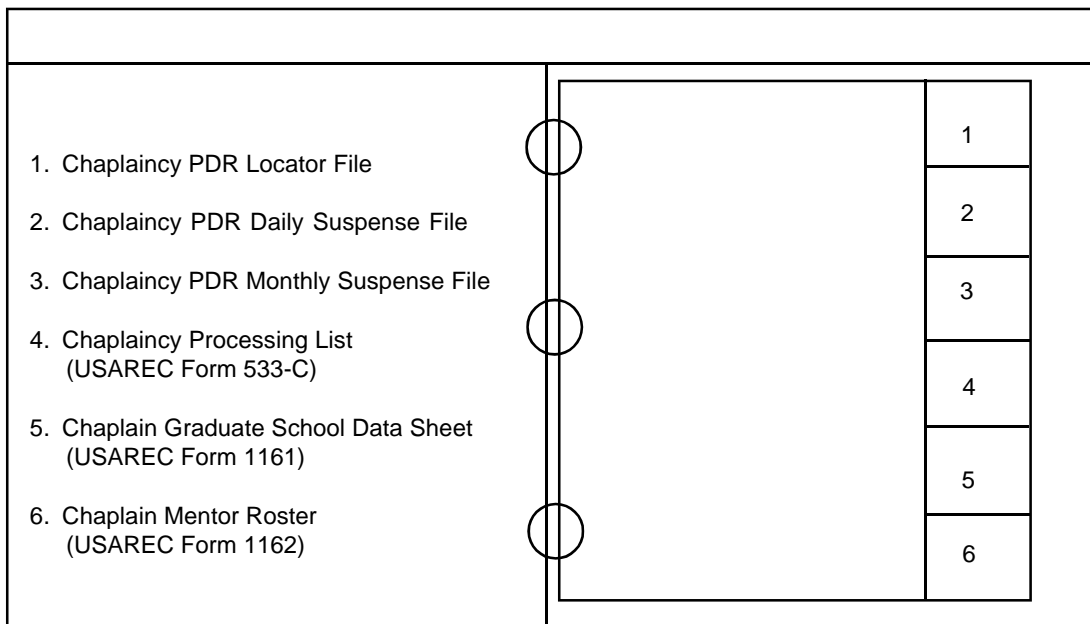 1. Chaplaincy PDR Locator File
2. Chaplaincy PDR Daily Suspense File
3. Chaplaincy PDR Monthly Suspense File
4. Chaplaincy Processing List
(USAREC Form 533-C)
5. Chaplain Graduate School Data Sheet
(USAREC Form 1161)
6. Chaplain Mentor Roster
(USAREC Form 1162)
1
2
3
4
5
6